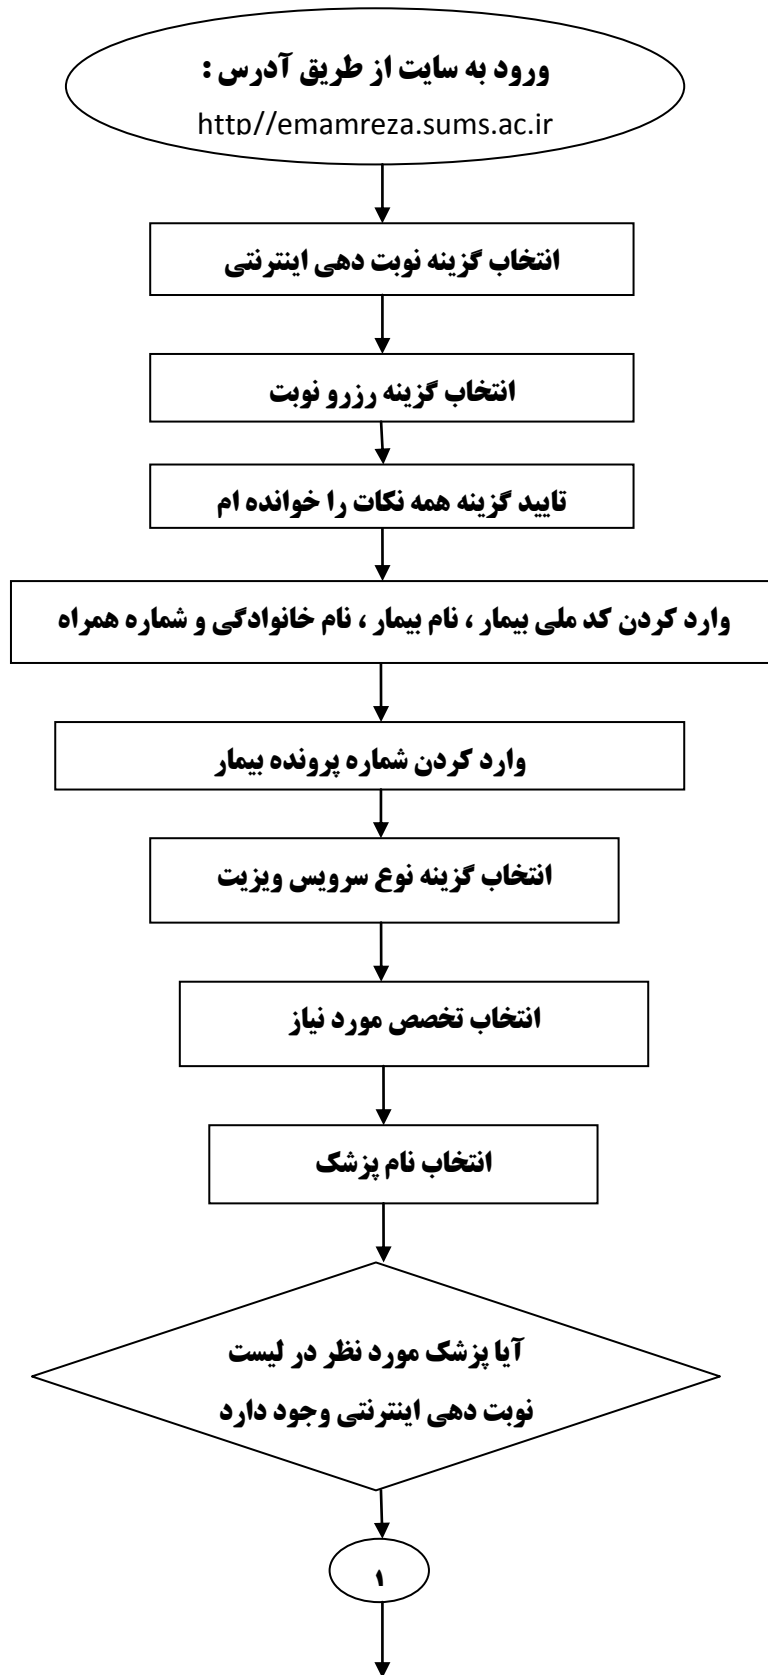 ورود به سایت از طریق آدرس :
http//emamreza.sums.ac.ir
انتخاب گزینه نوبت دهی اینترنتی
انتخاب گزینه رزرو نوبت
تایید گزینه همه نکات را خوانده ام
وارد کردن کد ملی بیمار ، نام بیمار ، نام خانوادگی و شماره همراه
وارد کردن شماره پرونده بیمار
انتخاب گزینه نوع سرویس ویزیت
انتخاب تخصص مورد نیاز
انتخاب نام پزشک
آیا پزشک مورد نظر در لیست
نوبت دهی اینترنتی وجود دارد
۱